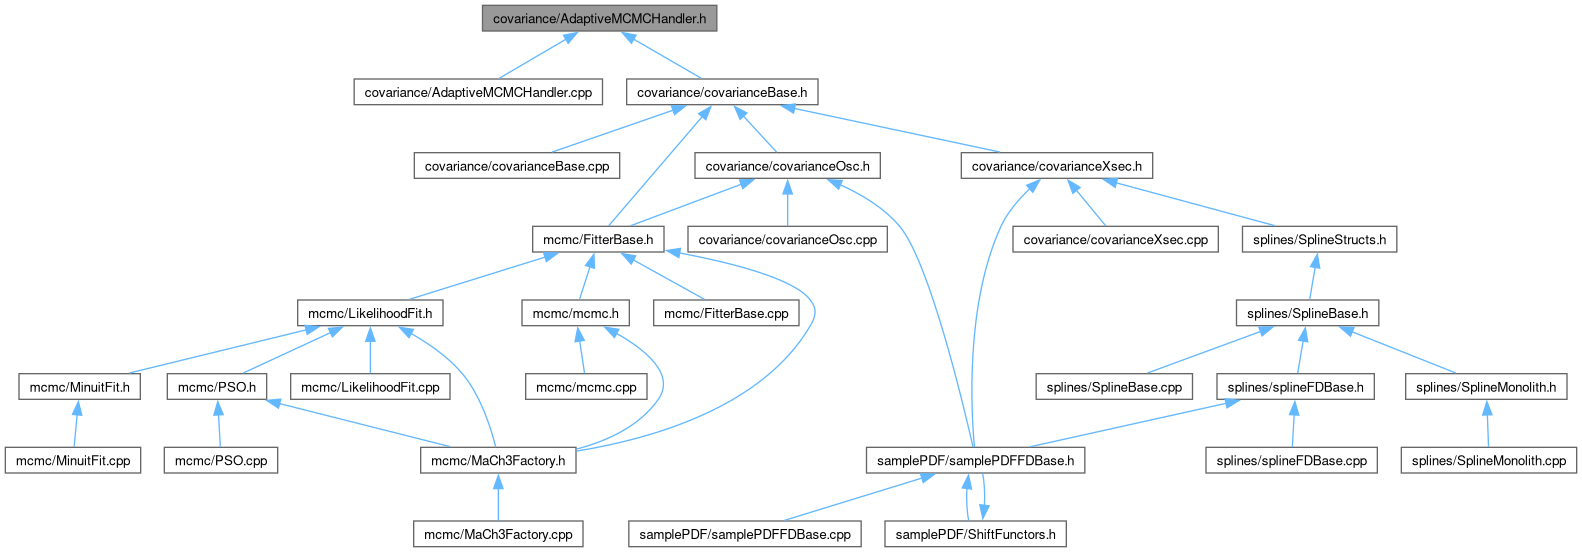 covariance/AdaptiveMCMCHandler.h
covariance/AdaptiveMCMCHandler.cpp
covariance/covarianceBase.h
covariance/covarianceBase.cpp
covariance/covarianceOsc.h
covariance/covarianceXsec.h
mcmc/FitterBase.h
covariance/covarianceOsc.cpp
covariance/covarianceXsec.cpp
splines/SplineStructs.h
mcmc/LikelihoodFit.h
mcmc/mcmc.h
mcmc/FitterBase.cpp
splines/SplineBase.h
mcmc/MinuitFit.h
mcmc/PSO.h
mcmc/LikelihoodFit.cpp
mcmc/mcmc.cpp
splines/SplineBase.cpp
splines/splineFDBase.h
splines/SplineMonolith.h
mcmc/MinuitFit.cpp
mcmc/PSO.cpp
mcmc/MaCh3Factory.h
samplePDF/samplePDFFDBase.h
splines/splineFDBase.cpp
splines/SplineMonolith.cpp
mcmc/MaCh3Factory.cpp
samplePDF/samplePDFFDBase.cpp
samplePDF/ShiftFunctors.h